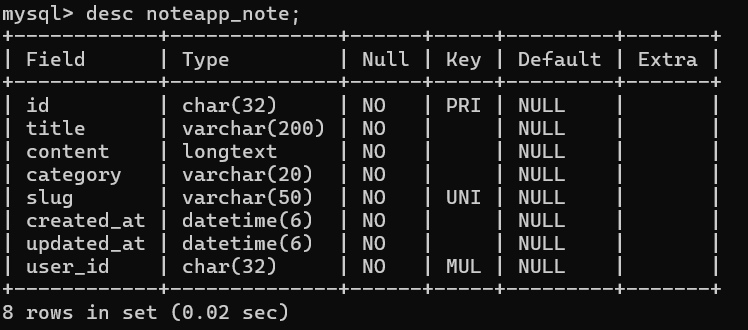 mysql> desc noteapp_note;
+------------+--------------+------+-----+---------+-------+
| Field      | Type         | Null | Key | Default | Extra |
+------------+--------------+------+-----+---------+-------+
| id         | char(32)     | NO   | PRI | NULL    |       |
| title      | varchar(200) | NO   |     | NULL    |       |
| content    | longtext     | NO   |     | NULL    |       |
| category   | varchar(20)  | NO   |     | NULL    |       |
| slug       | varchar(50)  | NO   | UNI | NULL    |       |
| created_at | datetime(6)  | NO   |     | NULL    |       |
| updated_at | datetime(6)  | NO   |     | NULL    |       |
| user_id    | char(32)     | NO   | MUL | NULL    |       |
+------------+--------------+------+-----+---------+-------+
8 rows in set (0.02 sec)